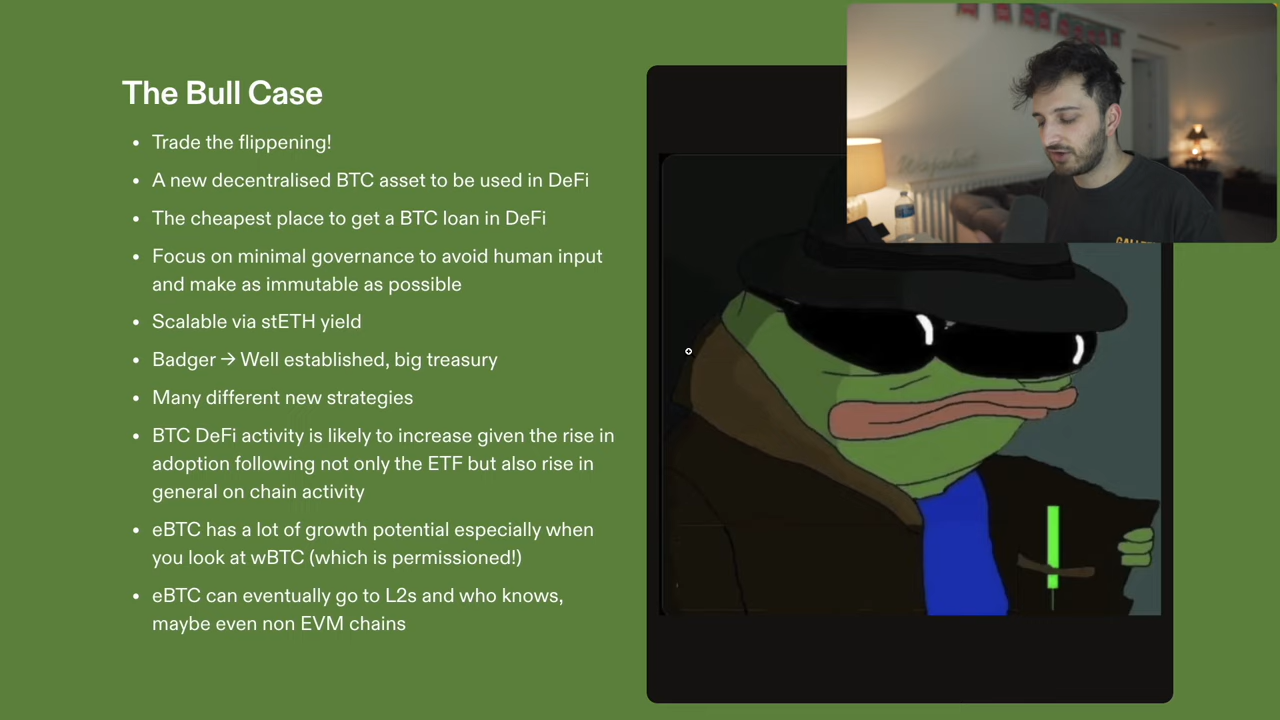 The Bull Case
• Trade the flippening!
• A new decentralised BTC asset to be used in DeFi
• The cheapest place to get a BTC loan in DeFi
• Focus on minimal governance to avoid human input
and make as immutable as possible
• Scalable via stETH yield
• Badger → Well established, big treasury
• Many different new strategies
• BTC DeFi activity is likely to increase given the rise in
adoption following not only the ETF but also rise in
general on chain activity
• eBTC has a lot of growth potential especially when
you look at wBTC (which is permissioned!)
• eBTC can eventually go to L2s and who knows,
maybe even non EVM chains